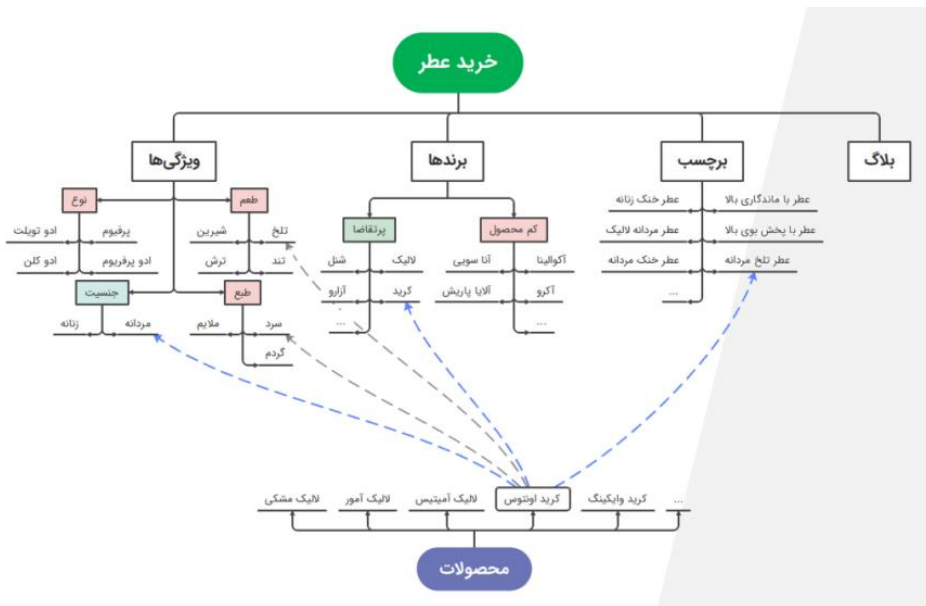 خرید عطر
بلاگ
برچسب
برندها
ویژگی‌ها
عطر با ماندگاری بالا
عطر خنک زنانه
عطر با پخش بوی بالا
عطر مردانه لالیک
عطر تلخ مردانه
عطر خنک مردانه
...
کم محصول
پرتقاضا
آکوالینا
آنا سویی
آکرو
آلایا پاریش
...
لالیک
شنل
کرید
آزارو
...
طعم
نوع
تلخ
شیرین
تند
ترش
پرفیوم
ادو تویلت
ادو پرفریوم
ادو کلن
طبع
جنسیت
سرد
ملایم
گردم
مردانه
زنانه
...
کرید وایکینگ
کرید اونتوس
لالیک آمیتیس
لالیک آمور
لالیک مشکی
محصولات